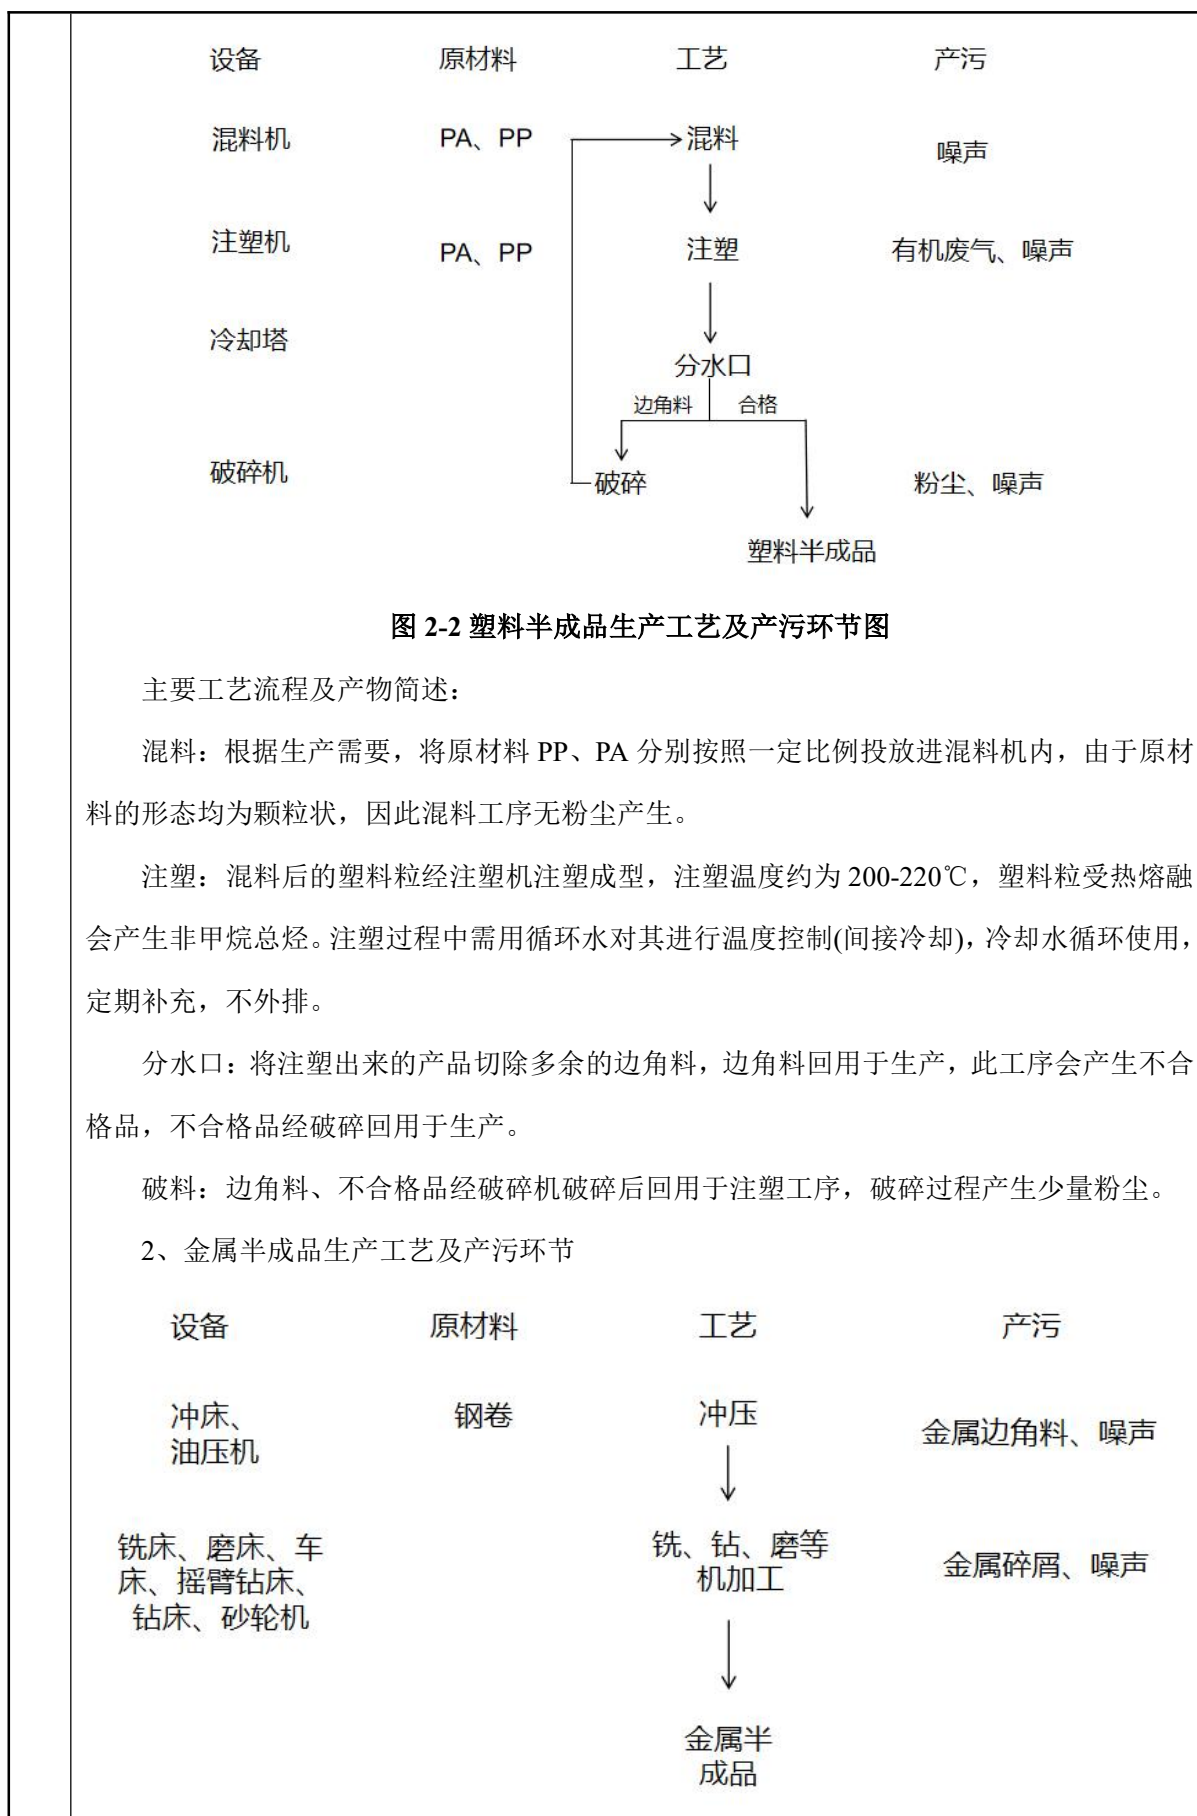 设备 原材料 工艺 产污
混料机 PA、PP 混料 噪声
注塑机 PA、PP 注塑 有机废气、噪声
冷却塔
分水口
边角料 合格
破碎机 破碎 粉尘、噪声
塑料半成品
图 2-2 塑料半成品生产工艺及产污环节图
主要工艺流程及产物简述：
混料：根据生产需要，将原材料 PP、PA 分别按照一定比例投放进混料机内，由于原材
料的形态均为颗粒状，因此混料工序无粉尘产生。
注塑：混料后的塑料粒经注塑机注塑成型，注塑温度约为 200-220℃，塑料粒受热熔融
会产生非甲烷总烃。注塑过程中需用循环水对其进行温度控制(间接冷却)，冷却水循环使用，
定期补充，不外排。
分水口：将注塑出来的产品切除多余的边角料，边角料回用于生产，此工序会产生不合
格品，不合格品经破碎回用于生产。
破料：边角料、不合格品经破碎机破碎后回用于注塑工序，破碎过程产生少量粉尘。
2、金属半成品生产工艺及产污环节
设备 原材料 工艺 产污
冲床、 钢卷 冲压 金属边角料、噪声
油压机
铣床、磨床、车 铣、钻、磨等 金属碎屑、噪声
床、摇臂钻床、 机加工
钻床、砂轮机
金属半
成品